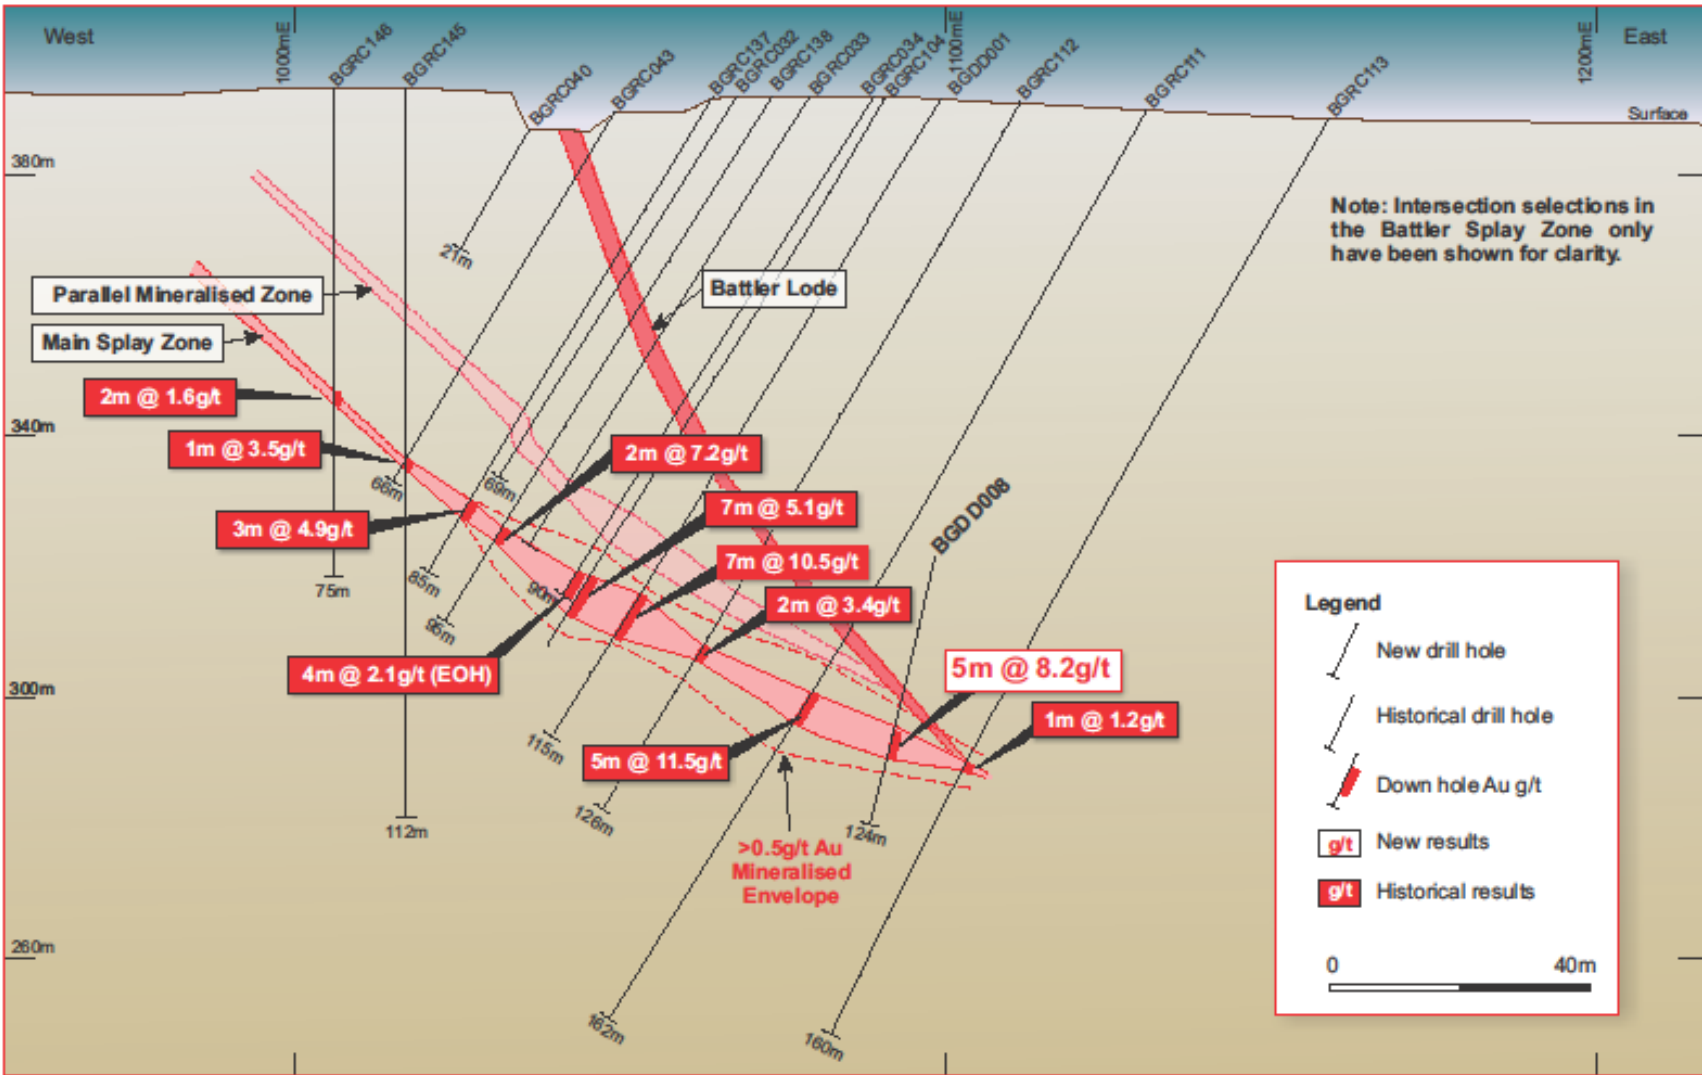 West
1000mE
BGRC146
BGRC145
BGRC040
BGRC043
BGRC137
BGRC032
BGRC138
BGRC033
BGRC034
BGRC104
1100mE
BGDD001
BGRC112
BGRC111
BGRC113
1200mE
East
Surface
380m
Note: Intersection selections in
the Battler Splay Zone only
have been shown for clarity.
21m
Parallel Mineralised Zone
Battler Lode
Main Splay Zone
2m @ 1.6g/t
340m
1m @ 3.5g/t
2m @ 7.2g/t
66m
69m
7m @ 5.1g/t
3m @ 4.9g/t
BGDD008
7m @ 10.5g/t
75m
85m
90m
2m @ 3.4g/t
95m
4m @ 2.1g/t (EOH)
5m @ 8.2g/t
300m
1m @ 1.2g/t
115m
5m @ 11.5g/t
126m
112m
124m
>0.5g/t Au
Mineralised
Envelope
260m
162m
160m
Legend
New drill hole
Historical drill hole
Down hole Au g/t
g/t New results
g/t Historical results
0 40m